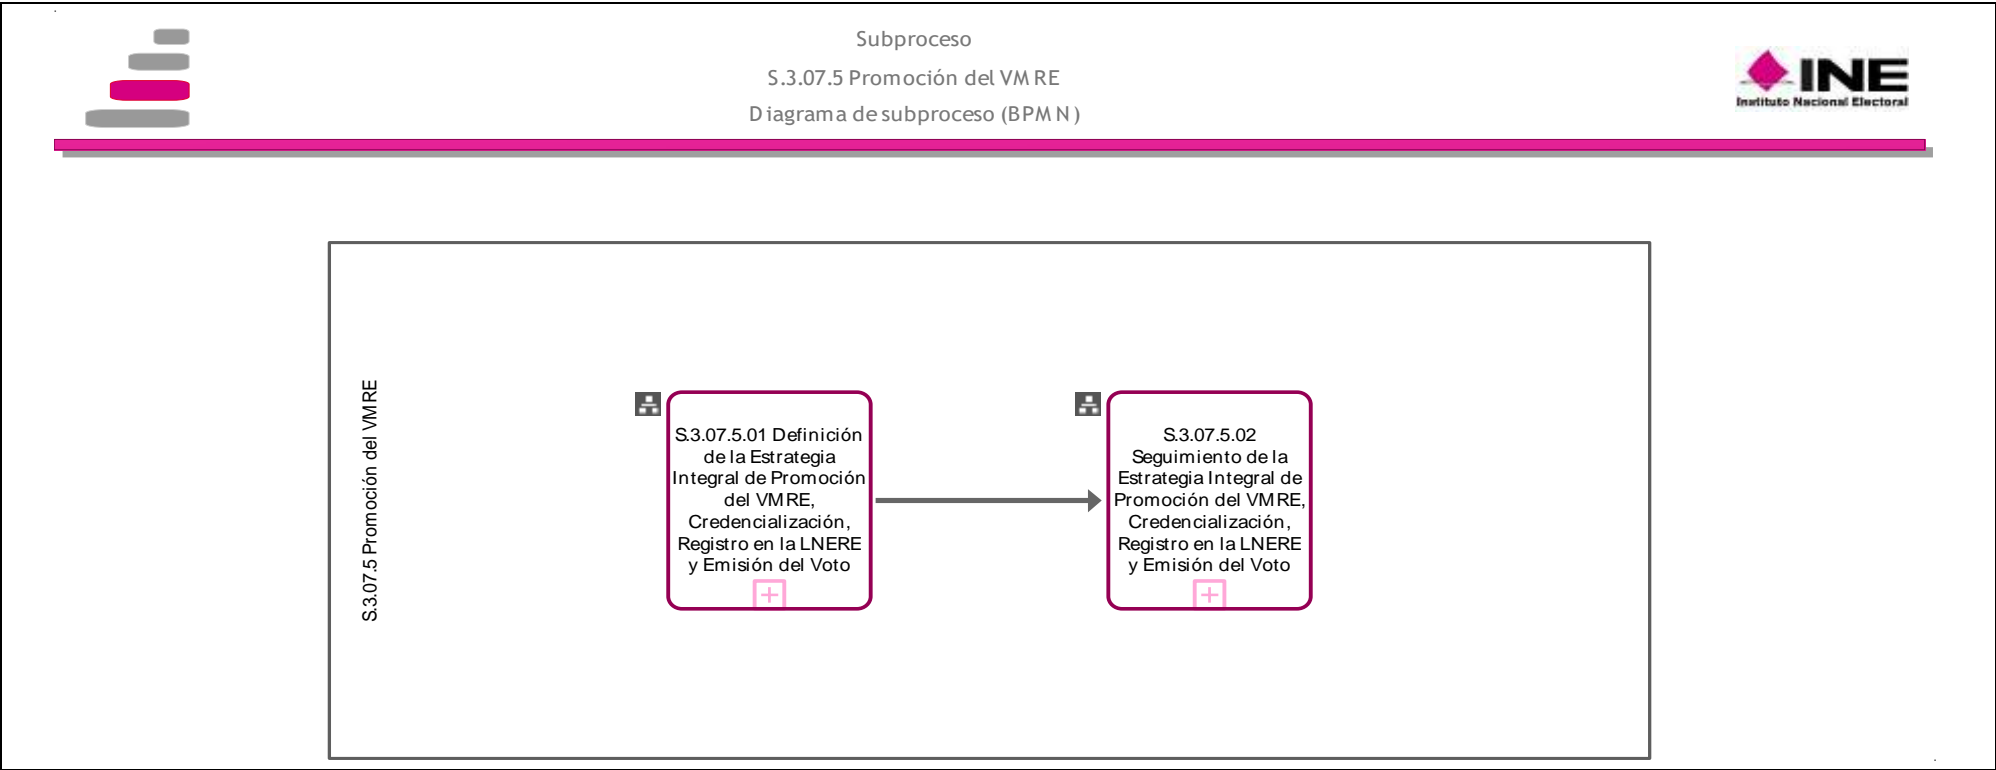 Subproceso
S.3.07.5 Promoción del VMRE
Diagrama de subproceso (BPMN)
INE
Instituto Nacional Electoral
S.3.07.5 Promoción del VMRE
S.3.07.5.01 Definición
de la Estrategia
Integral de Promoción
del VMRE,
Credencialización,
Registro en la LNERE
y Emisión del Voto
S.3.07.5.02
Seguimiento de la
Estrategia Integral de
Promoción del VMRE,
Credencialización,
Registro en la LNERE
y Emisión del Voto